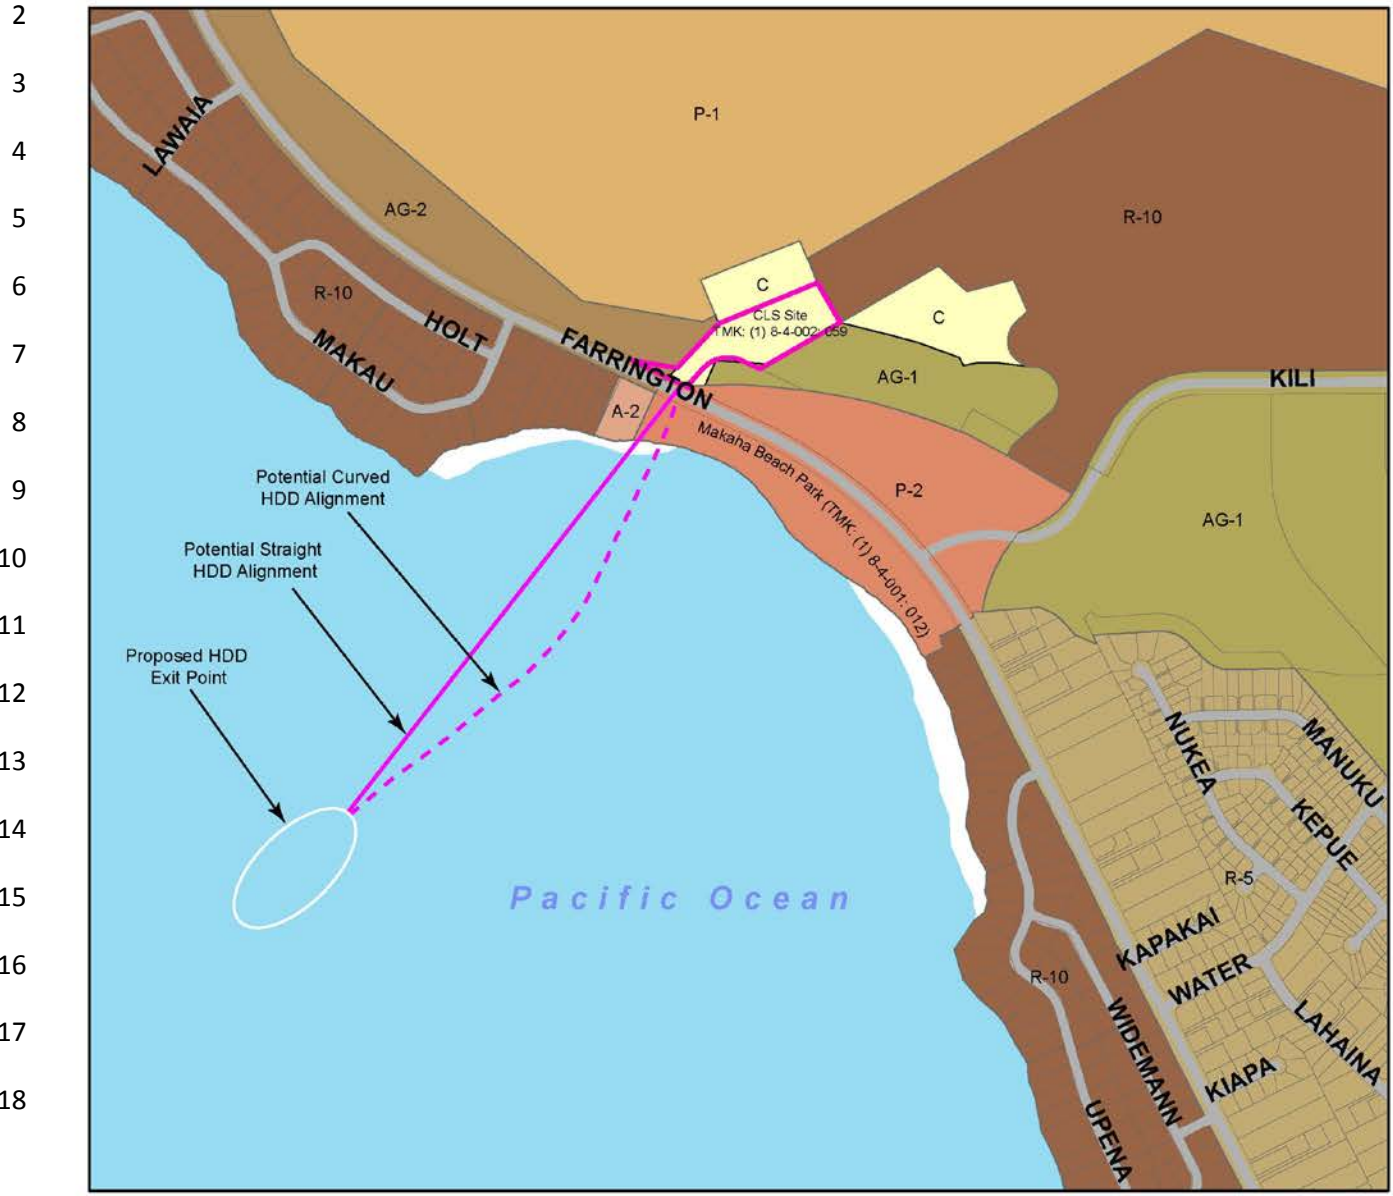 2
3
P-1
LAWAIA
4
5
AG-2
R-10
6
C
R-10
CLS Site
C
TMK: (1) 8-4-002: 059
HOLT
7
FARRINGTON
MAKAU
AG-1
KILI
8
A-2
Makaha Beach Park (TMK: (1) 8-4-001: 012)
9
Potential Curved
HDD Alignment
P-2
AG-1
10
Potential Straight
HDD Alignment
11
Proposed HDD
Exit Point
12
NUKEA
MANUKU
13
KEPUE
14
R-5
15
Pacific Ocean
KAPAKAI
16
WATER
R-10
17
WIDEMANN
LAHAINA
KIAPA
18
UPENA